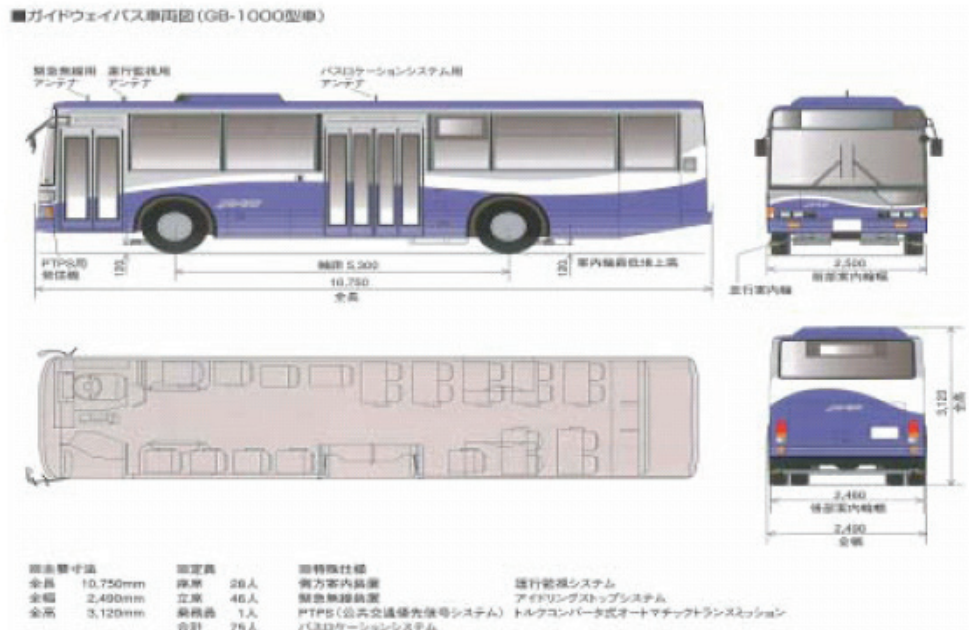 ■ガイドウェイバス車両図(GB-1000型車)
緊急無線用
アンテナ
運行監視用
アンテナ
バスロケーションシステム用
アンテナ
PTPS用
発信機
120
軸距 5,300
120
案内輪最低地上高
10,750
全長
2,500
前部案内輪幅
走行案内輪
3,120
全高
2,460
後部案内輪幅
2,490
全幅
■主要寸法
全長 10,750mm
全幅 2,490mm
全高 3,120mm
■定員
座席 28人
立席 46人
乗務員 1人
合計 75人
■特殊仕様
側方案内装置
緊急無線装置
PTPS(公共交通優先信号システム)
バスロケーションシステム
運行監視システム
アイドリングストップシステム
トルクコンバータ式オートマチックトランスミッション